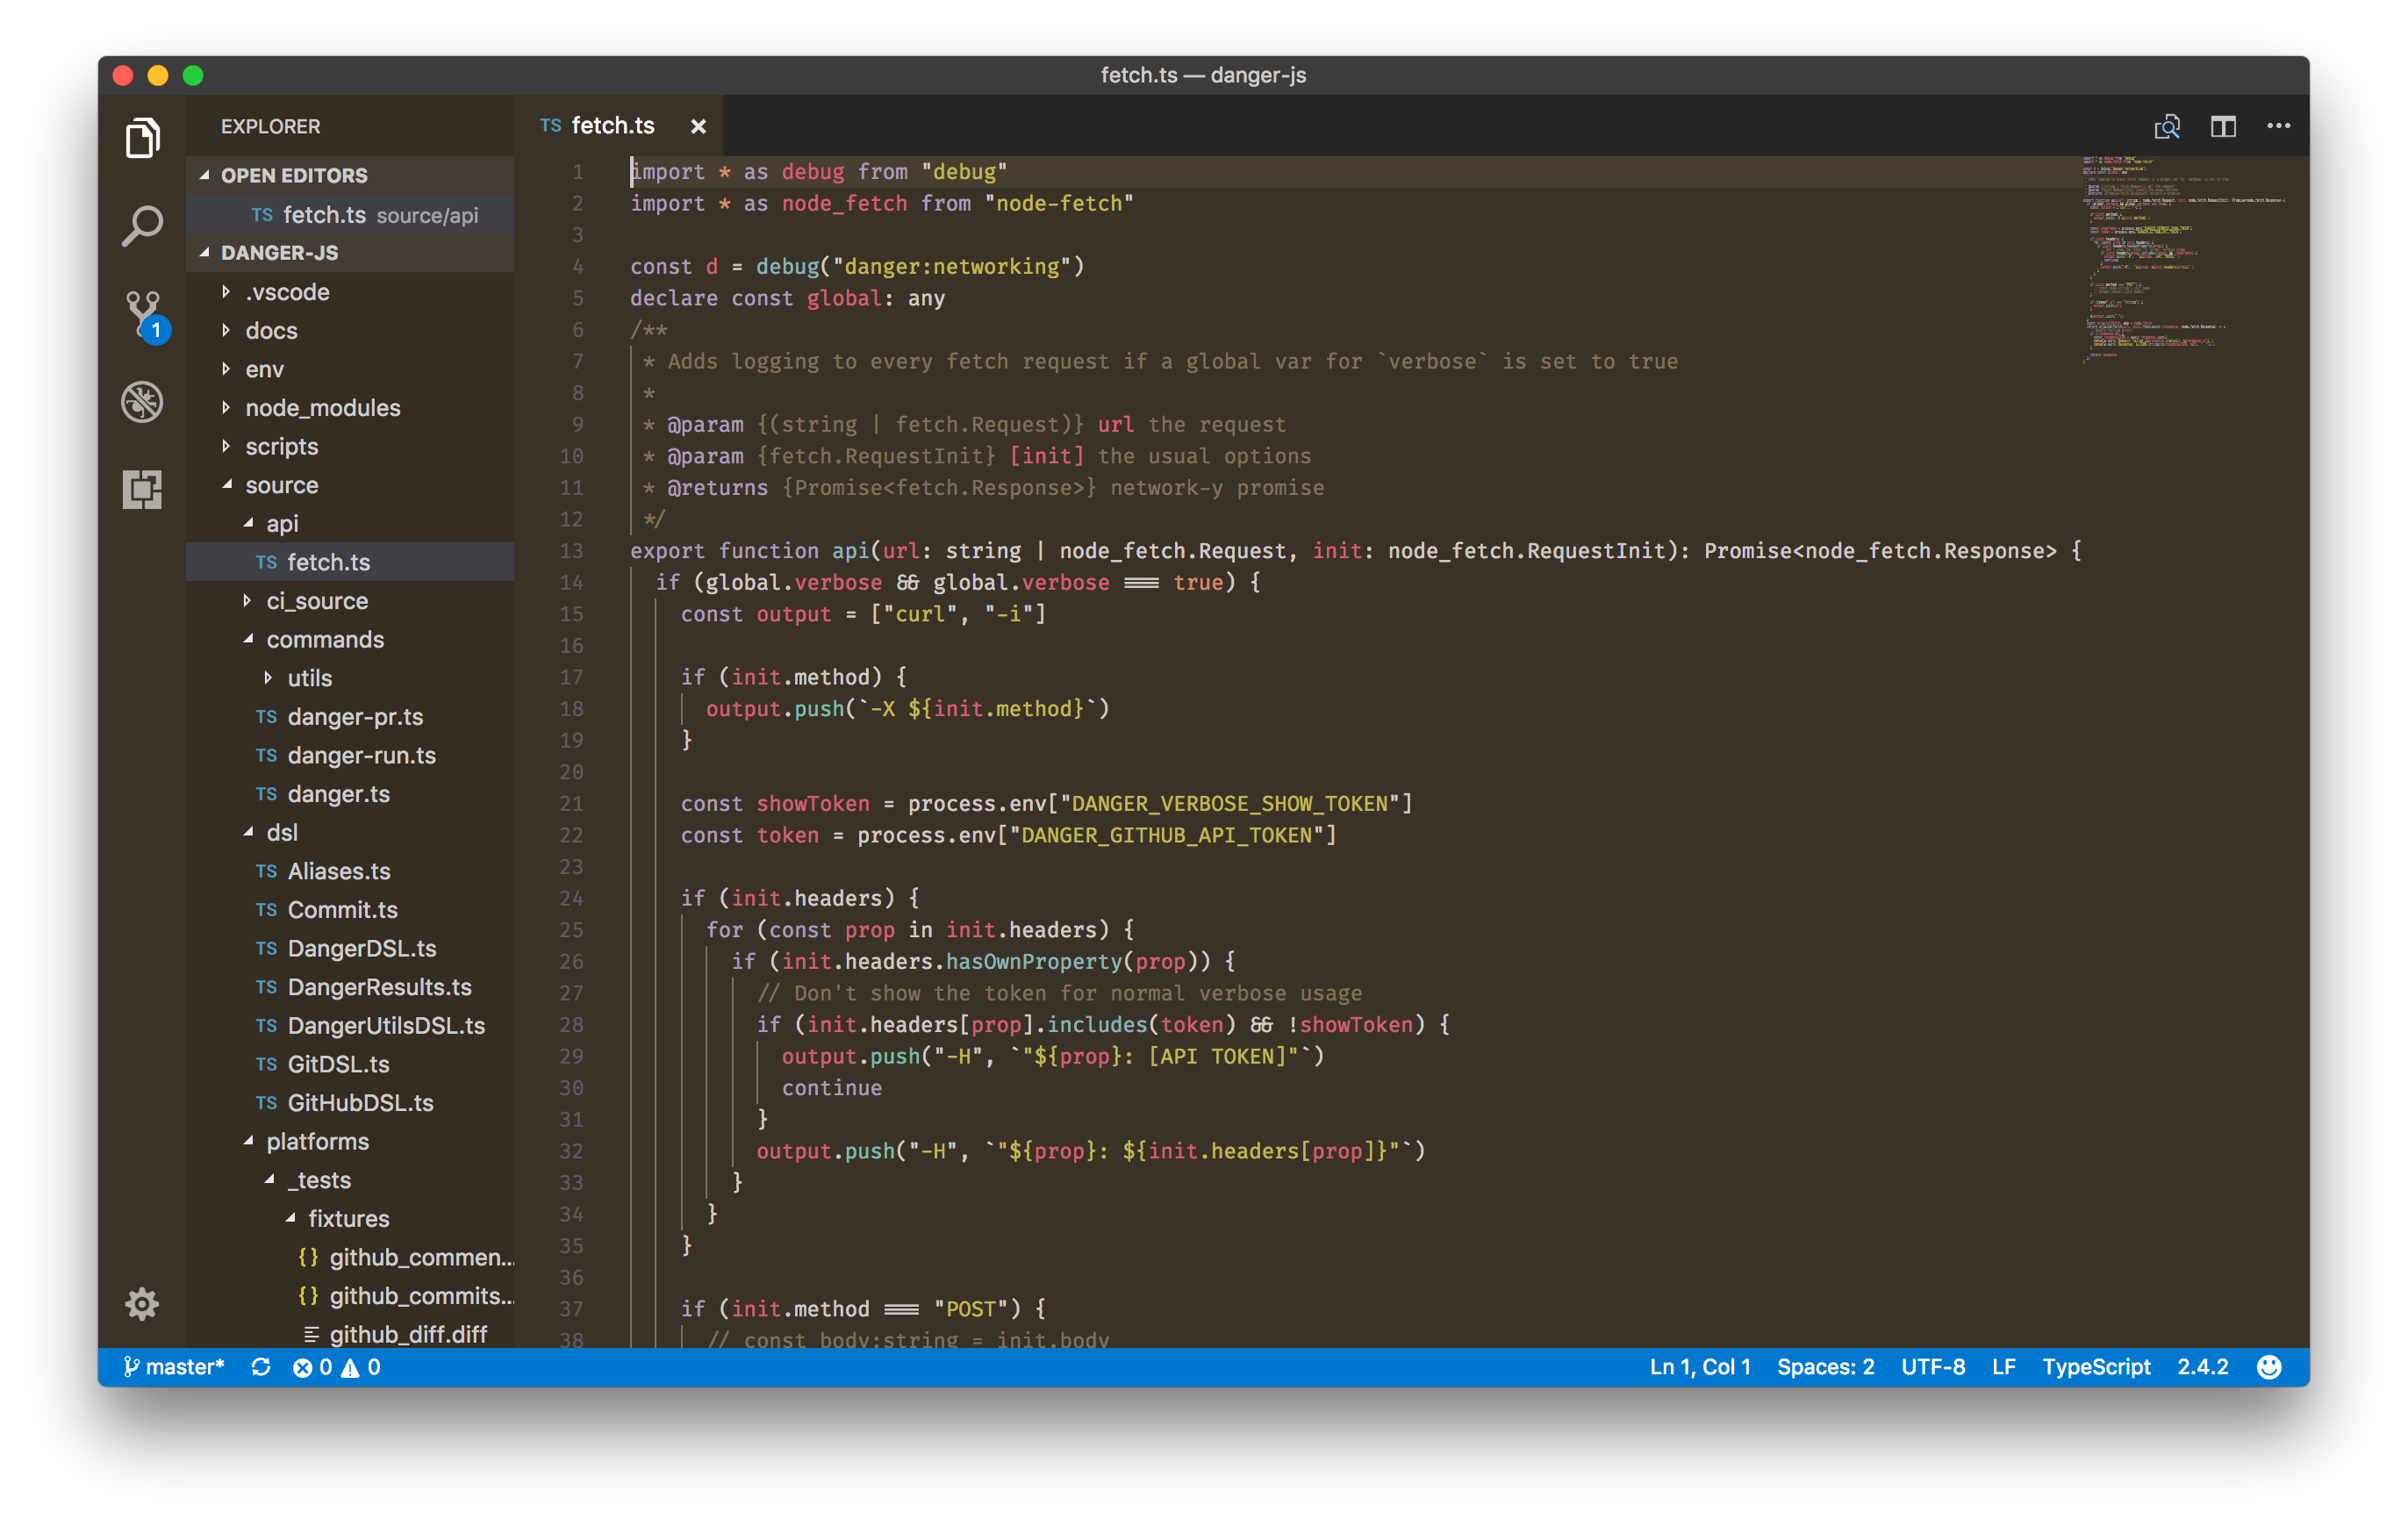 fetch.ts — danger-js
EXPLORER
OPEN EDITORS
TS fetch.ts source/api
DANGER-JS
.vscode
docs
env
node_modules
scripts
source
api
TS fetch.ts
ci_source
commands
utils
TS danger-pr.ts
TS danger-run.ts
TS danger.ts
dsl
TS Aliases.ts
TS Commit.ts
TS DangerDSL.ts
TS DangerResults.ts
TS DangerUtilsDSL.ts
TS GitDSL.ts
TS GitHubDSL.ts
platforms
_tests
fixtures
{} github_commen...
{} github_commits...
github_diff.diff
1
TS fetch.ts ×
1 import * as debug from "debug"
2 import * as node_fetch from "node-fetch"
3
4 const d = debug("danger:networking")
5 declare const global: any
6 /**
7 * Adds logging to every fetch request if a global var for `verbose` is set to true
8 *
9 * @param {(string | fetch.Request)} url the request
10 * @param {fetch.RequestInit} [init] the usual options
11 * @returns {Promise<fetch.Response>} network-y promise
12 */
13 export function api(url: string | node_fetch.Request, init: node_fetch.RequestInit): Promise<node_fetch.Response> {
14 if (global.verbose && global.verbose === true) {
15 const output = ["curl", "-i"]
16
17 if (init.method) {
18 output.push(`-X ${init.method}`)
19 }
20
21 const showToken = process.env["DANGER_VERBOSE_SHOW_TOKEN"]
22 const token = process.env["DANGER_GITHUB_API_TOKEN"]
23
24 if (init.headers) {
25 for (const prop in init.headers) {
26 if (init.headers.hasOwnProperty(prop)) {
27 // Don't show the token for normal verbose usage
28 if (init.headers[prop].includes(token) && !showToken) {
29 output.push("-H", `"${prop}: [API TOKEN]"`)
30 continue
31 }
32 output.push("-H", `"${prop}: ${init.headers[prop]}"`)
33 }
34 }
35 }
36
37 if (init.method === "POST") {
38 // const body:string = init.body
master* 0 0
Ln 1, Col 1 Spaces: 2 UTF-8 LF TypeScript 2.4.2